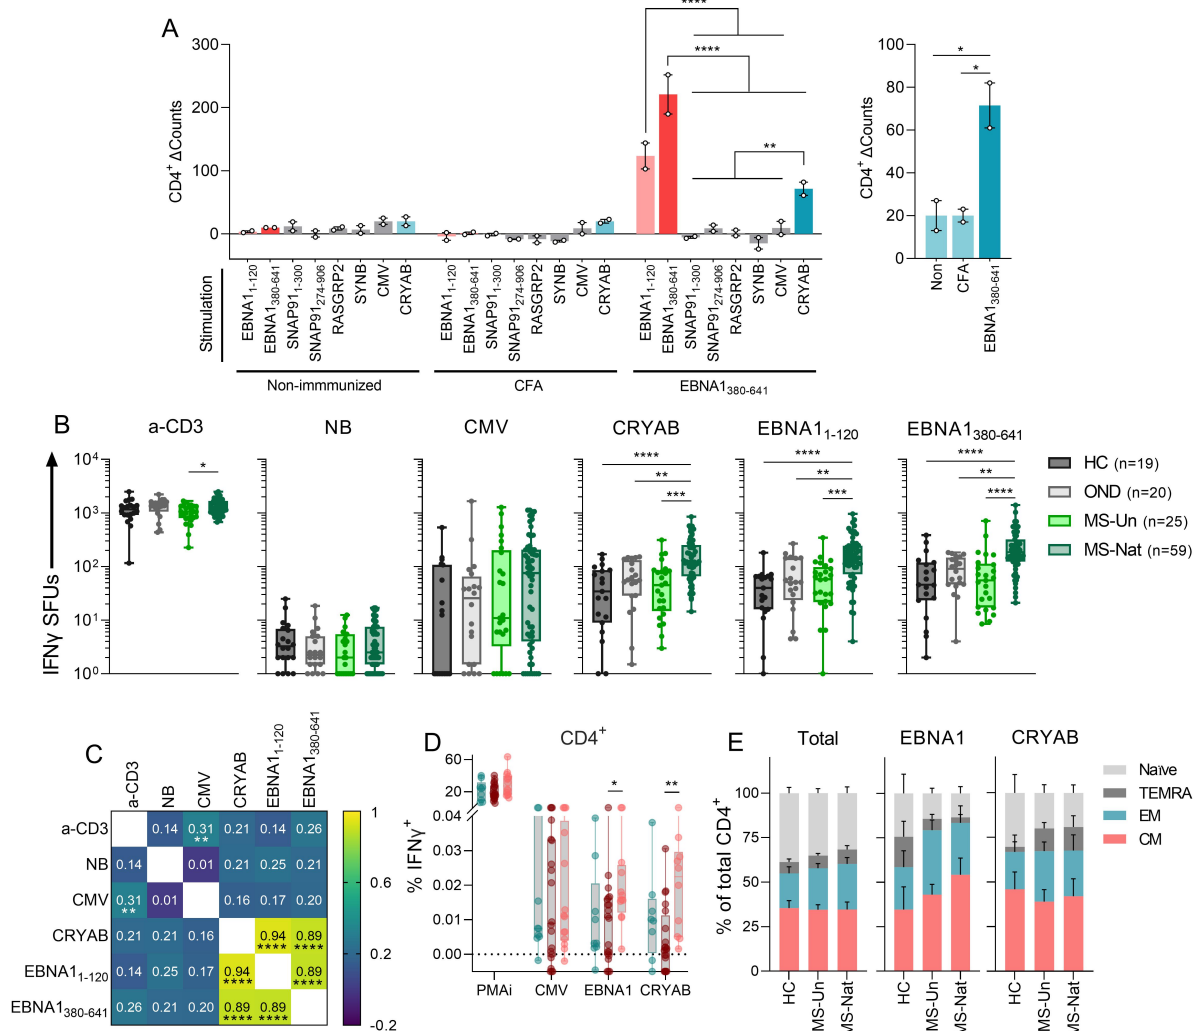 A
CD4+ ΔCounts
300
200
100
0
****
****
**
Stimulation
EBNA11-120
EBNA1380-641
SNAP911-300
SNAP91274-906
RASGRP2
SYNB
CMV
CRYAB
EBNA11-120
EBNA1380-641
SNAP911-300
SNAP91274-906
RASGRP2
SYNB
CMV
CRYAB
EBNA11-120
EBNA1380-641
SNAP911-300
SNAP91274-906
RASGRP2
SYNB
CMV
CRYAB
Non-immmunized
CFA
EBNA1380-641
CD4+ ΔCounts
100
80
60
40
20
0
*
*
Non
CFA
EBNA1380-641
B
IFNγ SFUs
a-CD3
NB
CMV
CRYAB
EBNA11-120
EBNA1380-641
10^4
10^3
10^2
10^1
10^0
*
****
**
***
****
**
***
****
**
****
HC (n=19)
OND (n=20)
MS-Un (n=25)
MS-Nat (n=59)
C
a-CD3
NB
CMV
CRYAB
EBNA11-120
EBNA1380-641
a-CD3 0.14 0.31 0.21 0.14 0.26
**
NB 0.14 0.01 0.21 0.25 0.21
CMV 0.31 0.01 0.16 0.17 0.20
**
CRYAB 0.21 0.21 0.16 0.94 0.89
**** ****
EBNA11-120 0.14 0.25 0.17 0.94 0.89
**** ****
EBNA1380-641 0.26 0.21 0.20 0.89 0.89
**** ****
1
0.6
0.2
-0.2
D
CD4+
% IFNγ+
60
20
0.04
0.03
0.02
0.01
0.00
*
**
PMAi
CMV
EBNA1
CRYAB
E
% of total CD4+
Total
EBNA1
CRYAB
100
75
50
25
0
HC
MS-Un
MS-Nat
HC
MS-Un
MS-Nat
HC
MS-Un
MS-Nat
Naïve
TEMRA
EM
CM